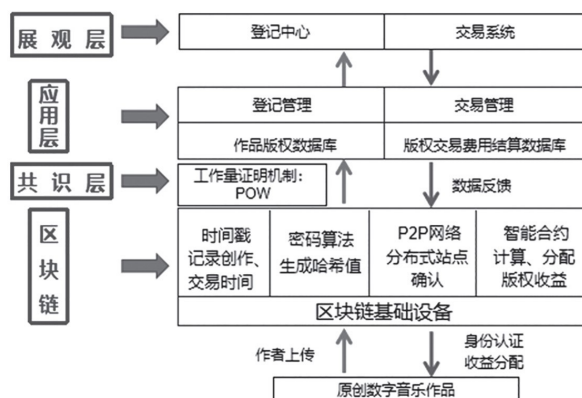 展观层
登记中心
交易系统
应用层
登记管理
交易管理
作品版权数据库
版权交易费用结算数据库
共识层
工作量证明机制：
POW
数据反馈
区块链
时间戳
记录创作、
交易时间
密码算法
生成哈希值
P2P网络
分布式站点
确认
智能合约
计算、分配
版权收益
区块链基础设备
作者上传
身份认证
收益分配
原创数字音乐作品